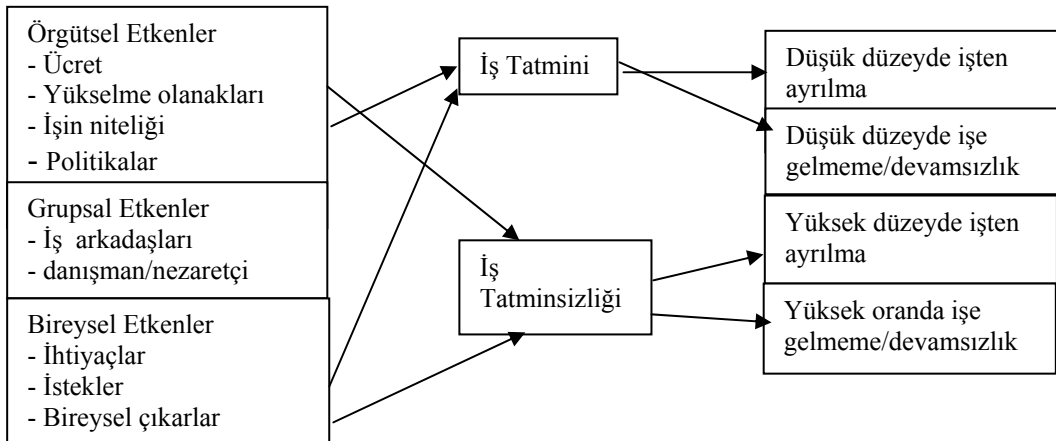 Örgütsel Etkenler
- Ücret
- Yükselme olanakları
- İşin niteliği
- Politikalar
Grupsal Etkenler
- İş arkadaşları
- danışman/nezaretçi
Bireysel Etkenler
- İhtiyaçlar
- İstekler
- Bireysel çıkarlar
İş Tatmini
İş
Tatminsizliği
Düşük düzeyde işten
ayrılma
Düşük düzeyde işe
gelmeme/devamsızlık
Yüksek düzeyde işten
ayrılma
Yüksek oranda işe
gelmeme/devamsızlık